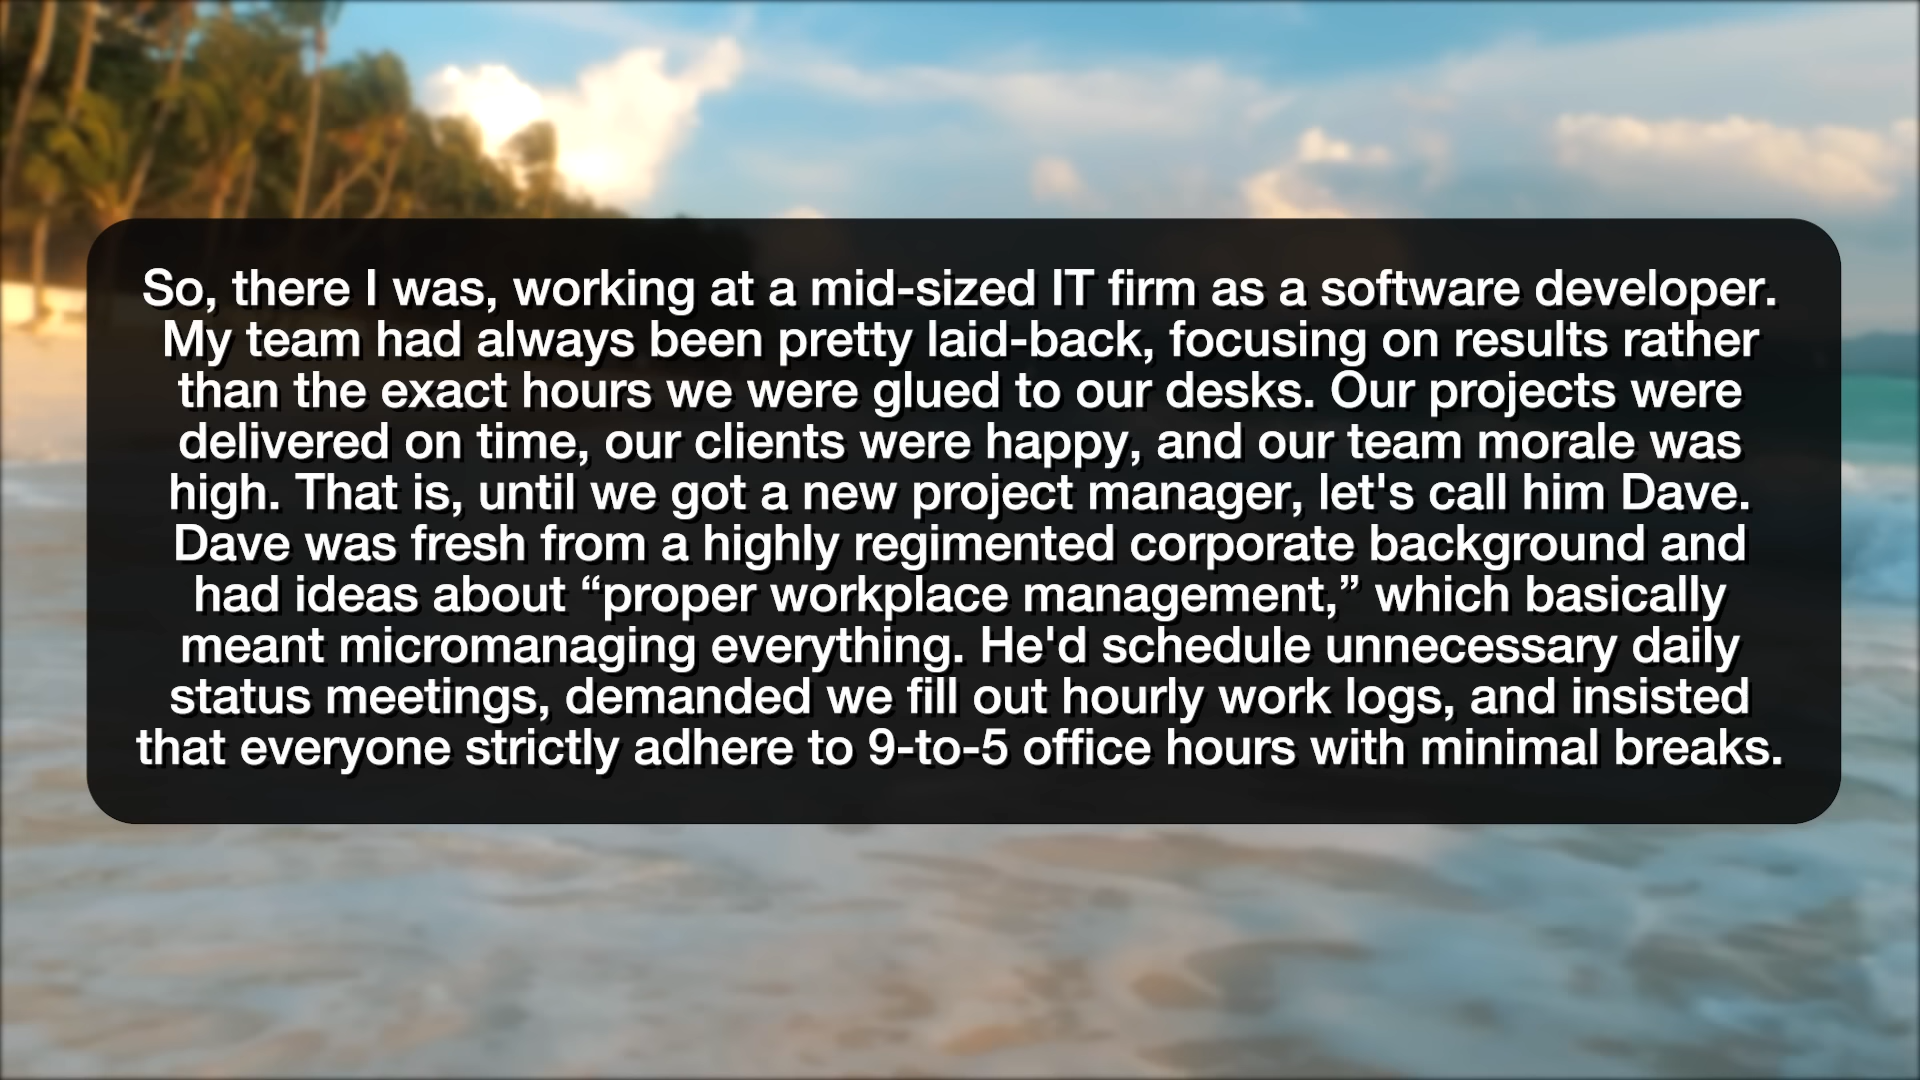 So, there I was, working at a mid-sized IT firm as a software developer.
My team had always been pretty laid-back, focusing on results rather
than the exact hours we were glued to our desks. Our projects were
delivered on time, our clients were happy, and our team morale was
high. That is, until we got a new project manager, let's call him Dave.
Dave was fresh from a highly regimented corporate background and
had ideas about “proper workplace management,” which basically
meant micromanaging everything. He'd schedule unnecessary daily
status meetings, demanded we fill out hourly work logs, and insisted
that everyone strictly adhere to 9-to-5 office hours with minimal breaks.